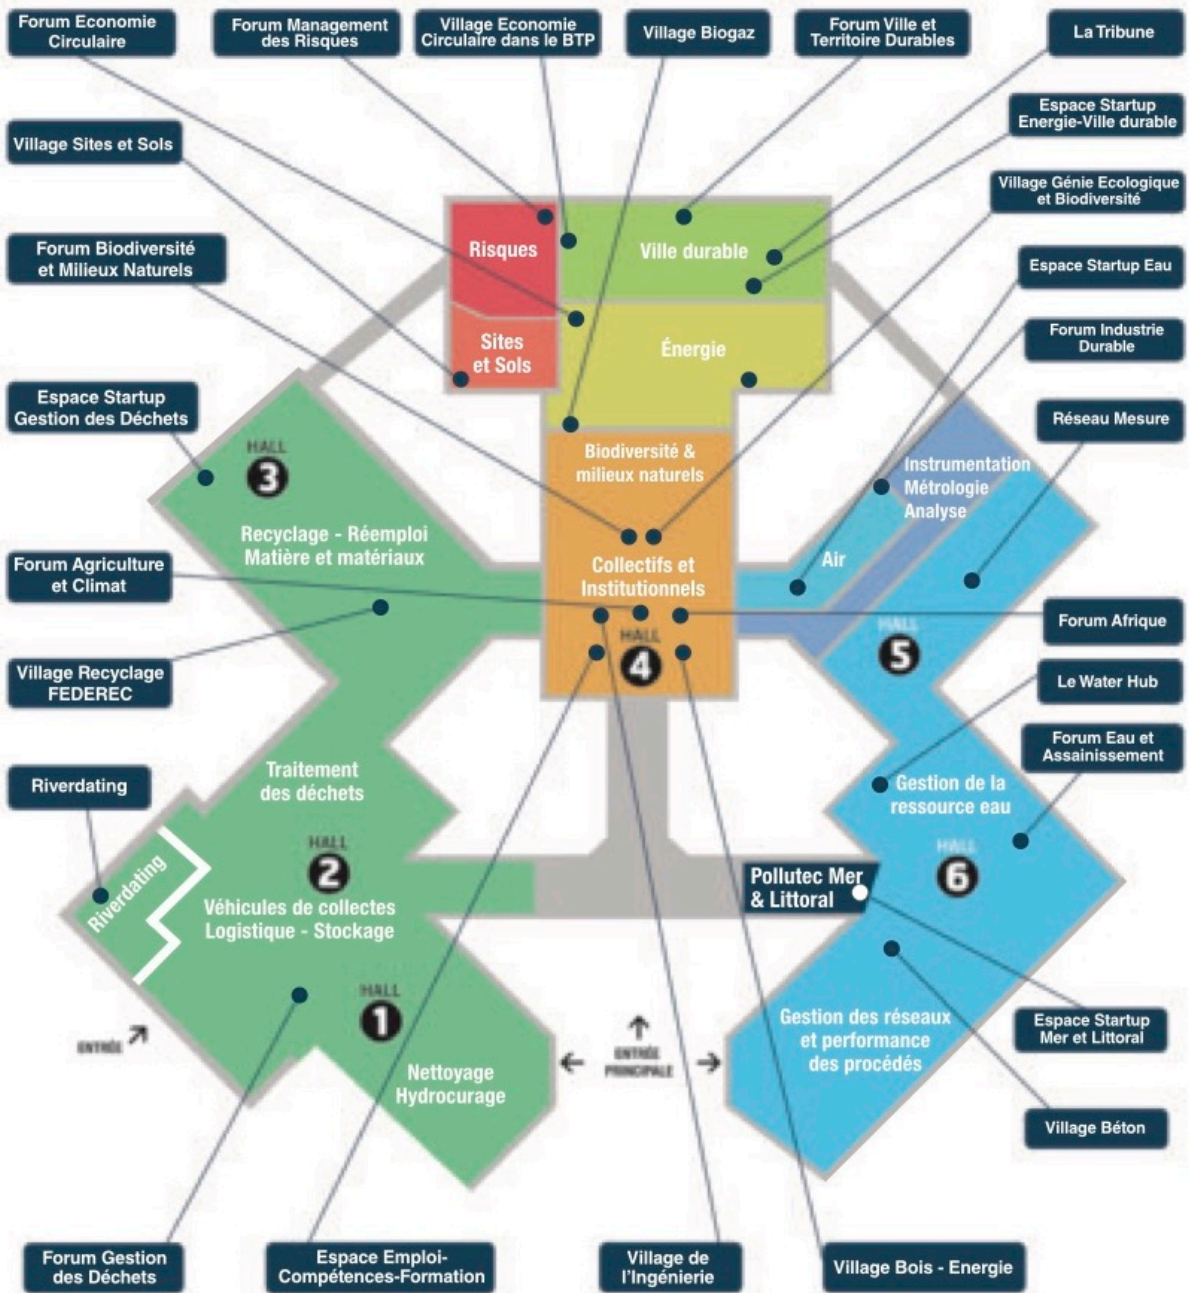 Forum Economie
Circulaire
Forum Management
des Risques
Village Economie
Circulaire dans le BTP
Village Biogaz
Forum Ville et
Territoire Durables
La Tribune
Espace Startup
Energie-Ville durable
Village Sites et Sols
Village Génie Ecologique
et Biodiversité
Forum Biodiversité
et Milieux Naturels
Risques
Ville durable
Espace Startup Eau
Sites
et Sols
Énergie
Forum Industrie
Durable
Espace Startup
Gestion des Déchets
Réseau Mesure
HALL
3
Biodiversité &
milieux naturels
Instrumentation
Métrologie
Analyse
Recyclage - Réemploi
Matière et matériaux
Air
Forum Agriculture
et Climat
Collectifs et
Institutionnels
Forum Afrique
HALL
4
HALL
5
Village Recyclage
FEDEREC
Le Water Hub
Forum Eau et
Assainissement
Riverdating
Traitement
des déchets
Gestion de la
ressource eau
HALL
2
HALL
6
Riverdating
Pollutec Mer
& Littoral
Véhicules de collectes
Logistique - Stockage
HALL
1
ENTRÉE
ENTRÉE
PRINCIPALE
Gestion des réseaux
et performance
des procédés
Espace Startup
Mer et Littoral
Nettoyage
Hydrocurage
Village Béton
Forum Gestion
des Déchets
Espace Emploi-
Compétences-Formation
Village de
l'Ingénierie
Village Bois - Energie